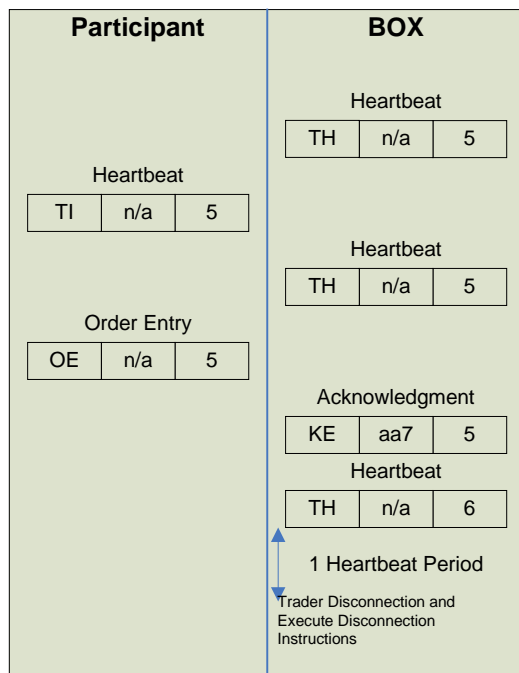 Participant BOX
Heartbeat
TH n/a 5
Heartbeat
TI n/a 5
Heartbeat
TH n/a 5
Order Entry
OE n/a 5
Acknowledgment
KE aa7 5
Heartbeat
TH n/a 6
1 Heartbeat Period
Trader Disconnection and
Execute Disconnection
Instructions